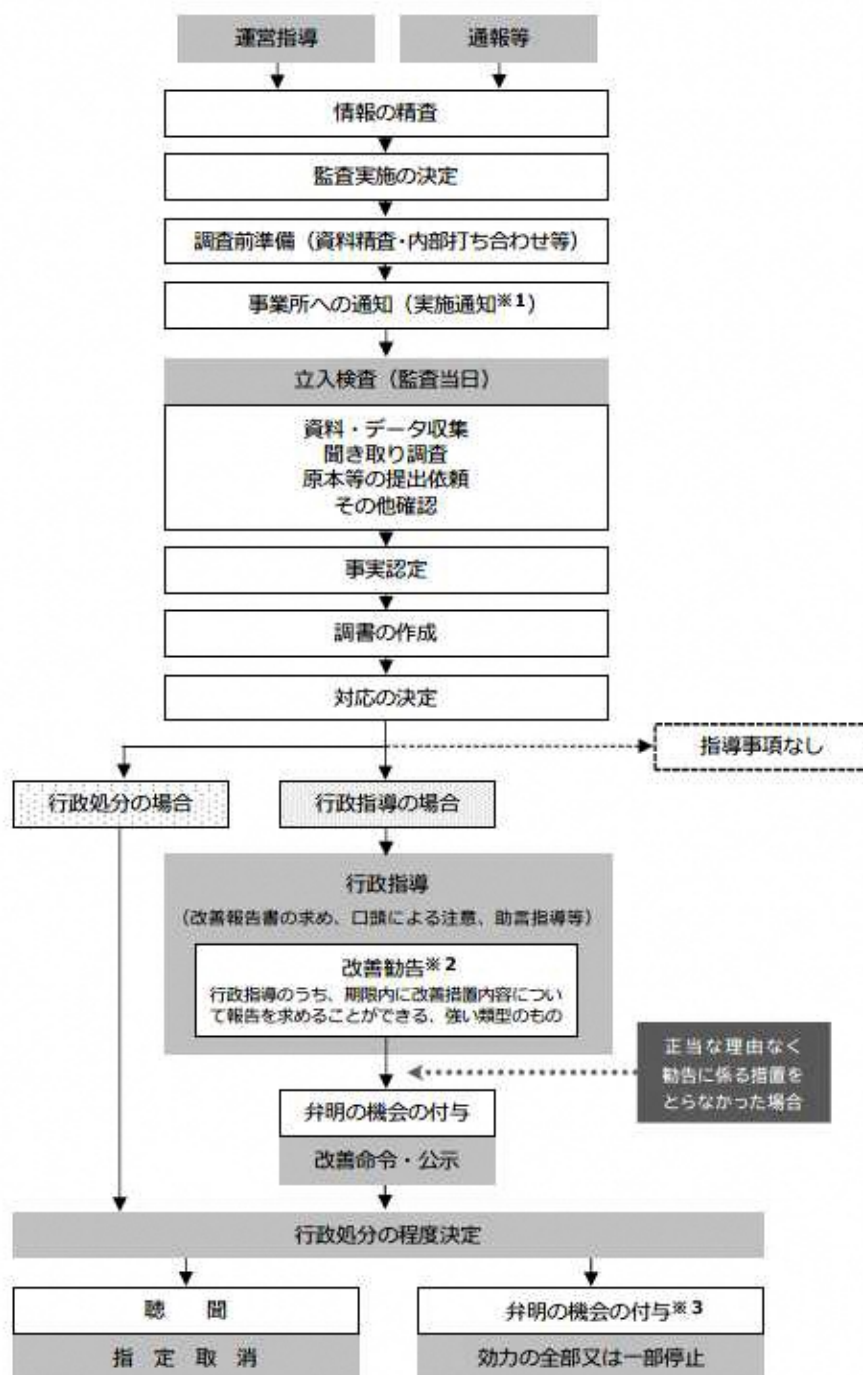 運営指導
通報等
情報の精査
監査実施の決定
調査前準備（資料精査・内部打ち合わせ等）
事業所への通知（実施通知※1）
立入検査（監査当日）
資料・データ収集
聞き取り調査
原本等の提出依頼
その他確認
事実認定
調書の作成
対応の決定
指導事項なし
行政処分の場合
行政指導の場合
行政指導
（改善報告書の求め、口頭による注意、助言指導等）
改善勧告※2
行政指導のうち、期限内に改善措置内容につい
て報告を求めることができる、強い類型のもの
正当な理由なく
勧告に係る措置を
とらなかった場合
弁明の機会の付与
改善命令・公示
行政処分の程度決定
聴　聞
弁明の機会の付与※3
指 定 取 消
効力の全部又は一部停止